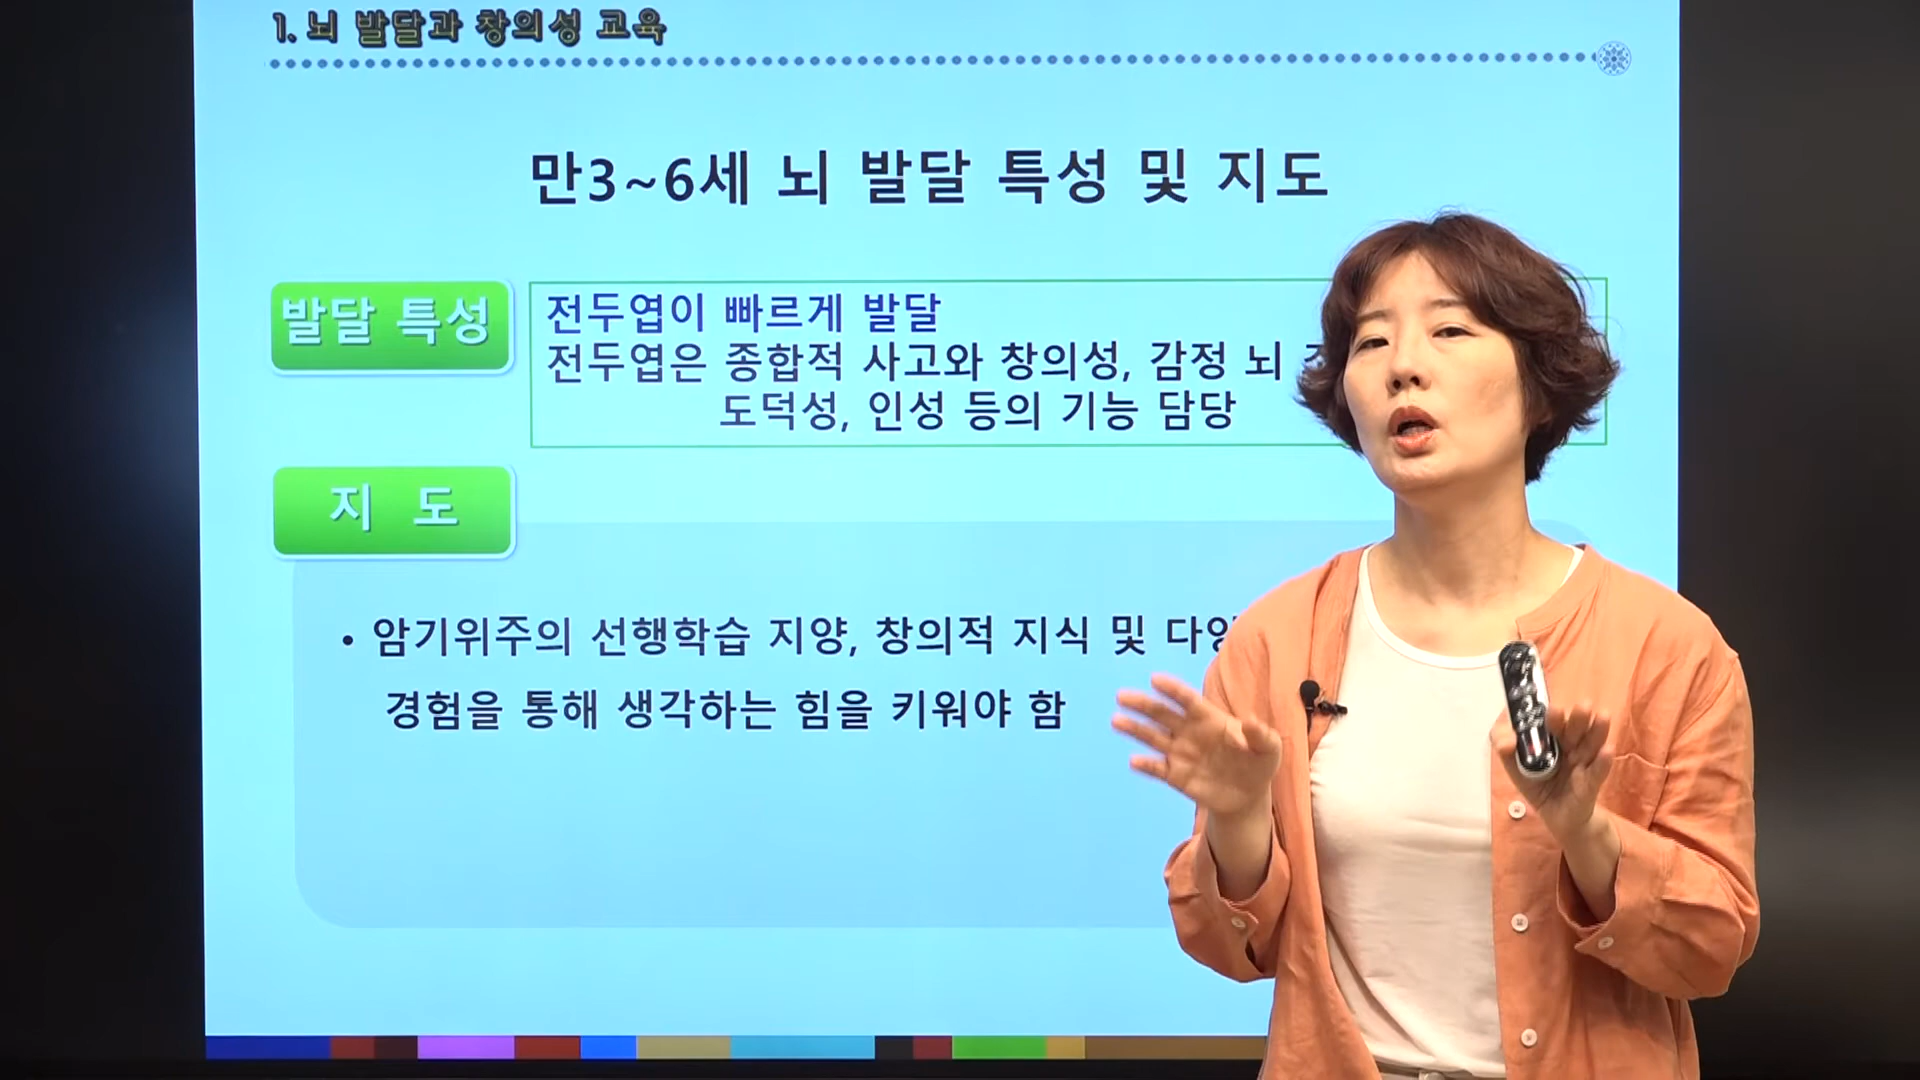 1. 뇌 발달과 창의성 교육
만3~6세 뇌 발달 특성 및 지도
발달 특성
전두엽이 빠르게 발달
전두엽은 종합적 사고와 창의성, 감정 뇌
도덕성, 인성 등의 기능 담당
지 도
• 암기위주의 선행학습 지양, 창의적 지식 및
경험을 통해 생각하는 힘을 키워야 함